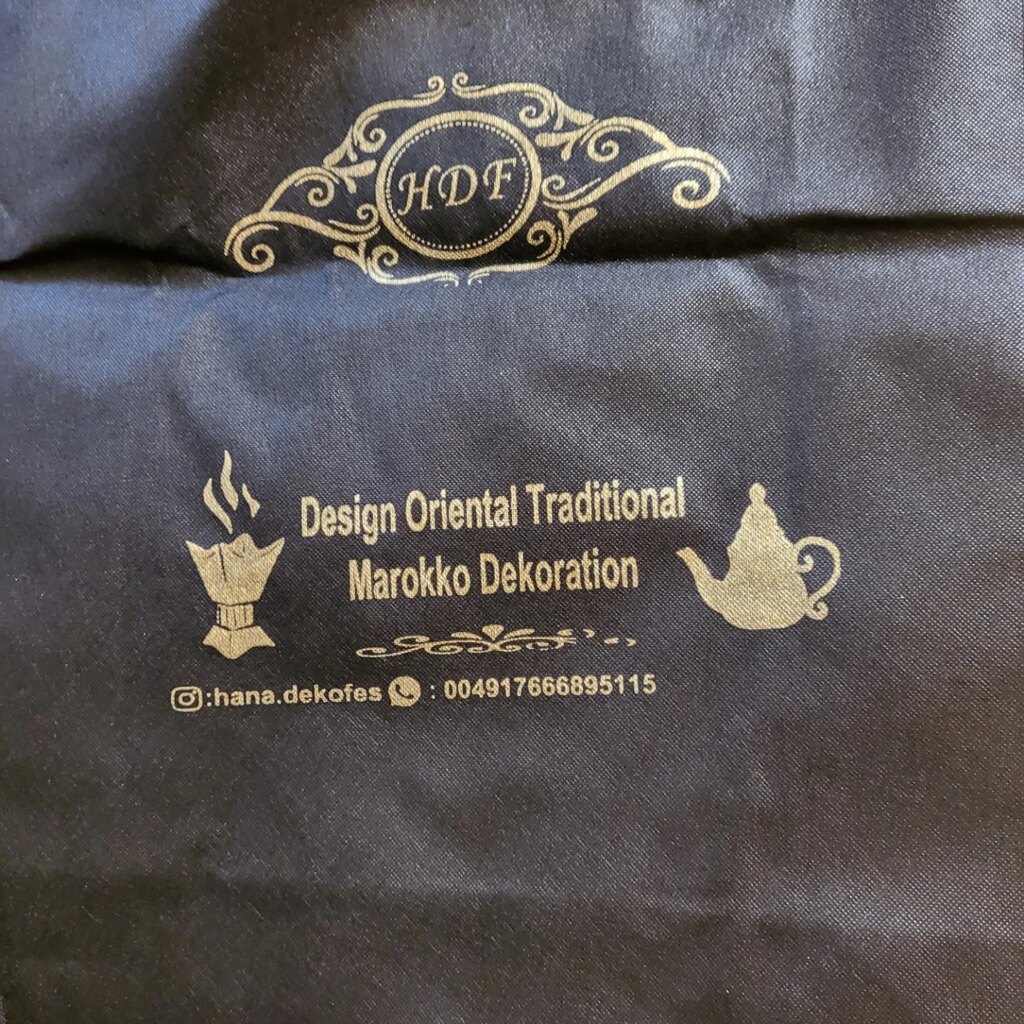 HDF
Design Oriental Traditional
Marokko Dekoration
:hana.dekofes : 004917666895115